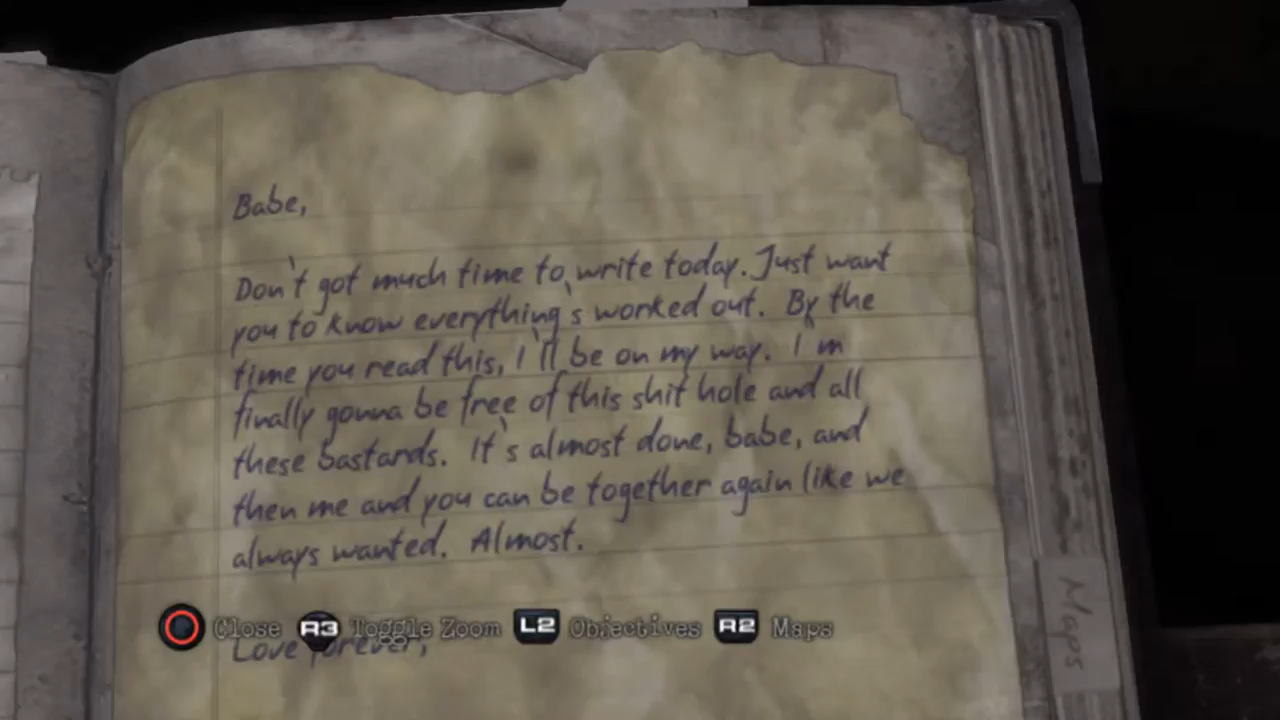 Babe,
Don't got much time to write today. Just want
you to know everything's worked out. By the
time you read this, I'll be on my way. I'm
finally gonna be free of this shit hole and all
these bastards. It's almost done, babe, and
then me and you can be together again like we
always wanted. Almost.
Close R3 Toggle Zoom L2 Objectives R2 Maps
Love forever,
Maps